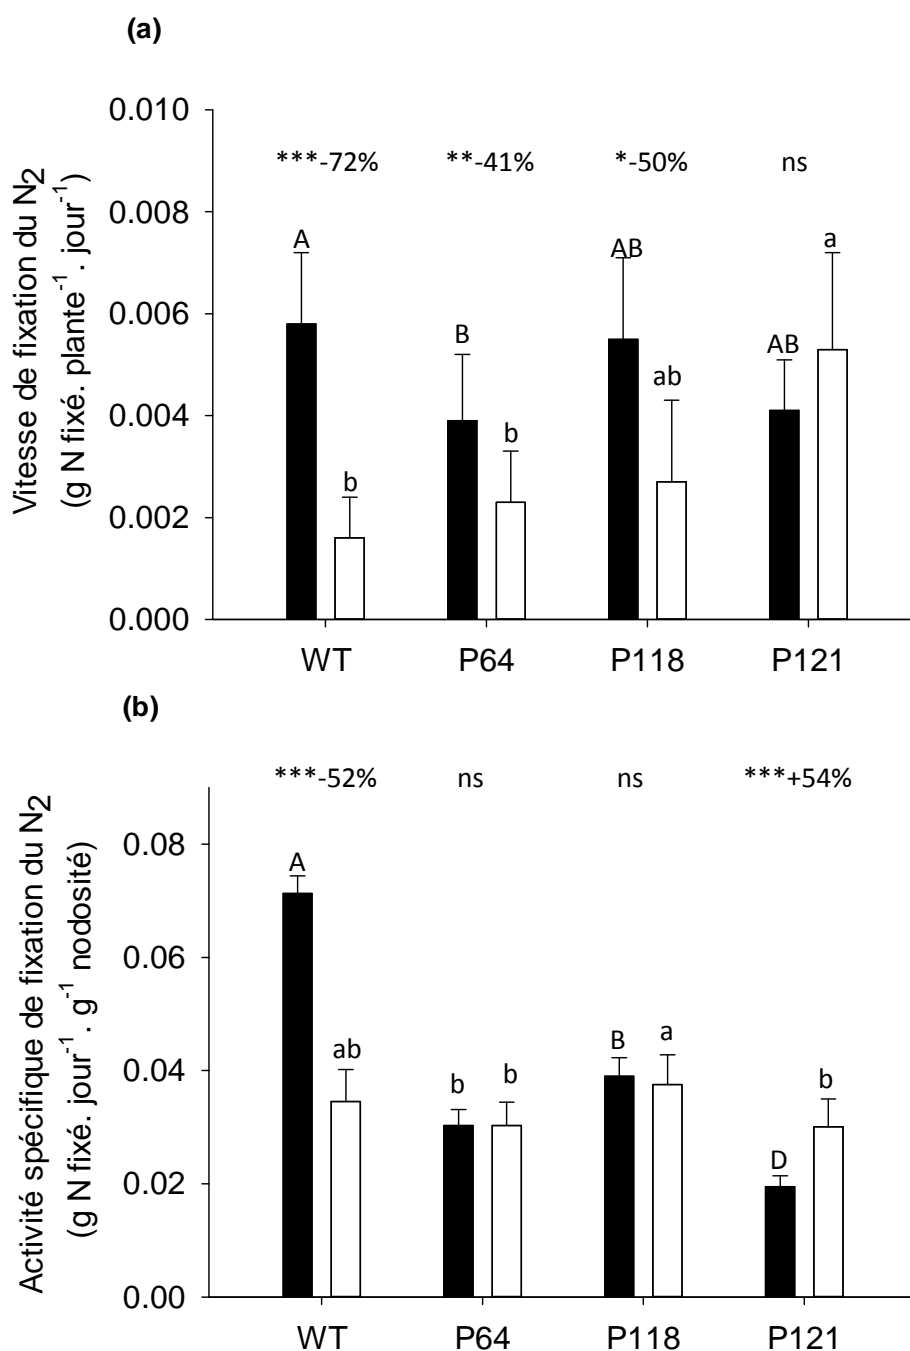 (a)
Vitesse de fixation du N2
(g N fixé. plante-1 . jour-1)
0.010
0.008
0.006
0.004
0.002
0.000
***-72% **-41% *-50% ns
A b B b AB ab AB a
WT P64 P118 P121
(b)
Activité spécifique de fixation du N2
(g N fixé. jour-1. g-1 nodosité)
0.08
0.06
0.04
0.02
0.00
***-52% ns ns ***+54%
A ab b b B a D b
WT P64 P118 P121